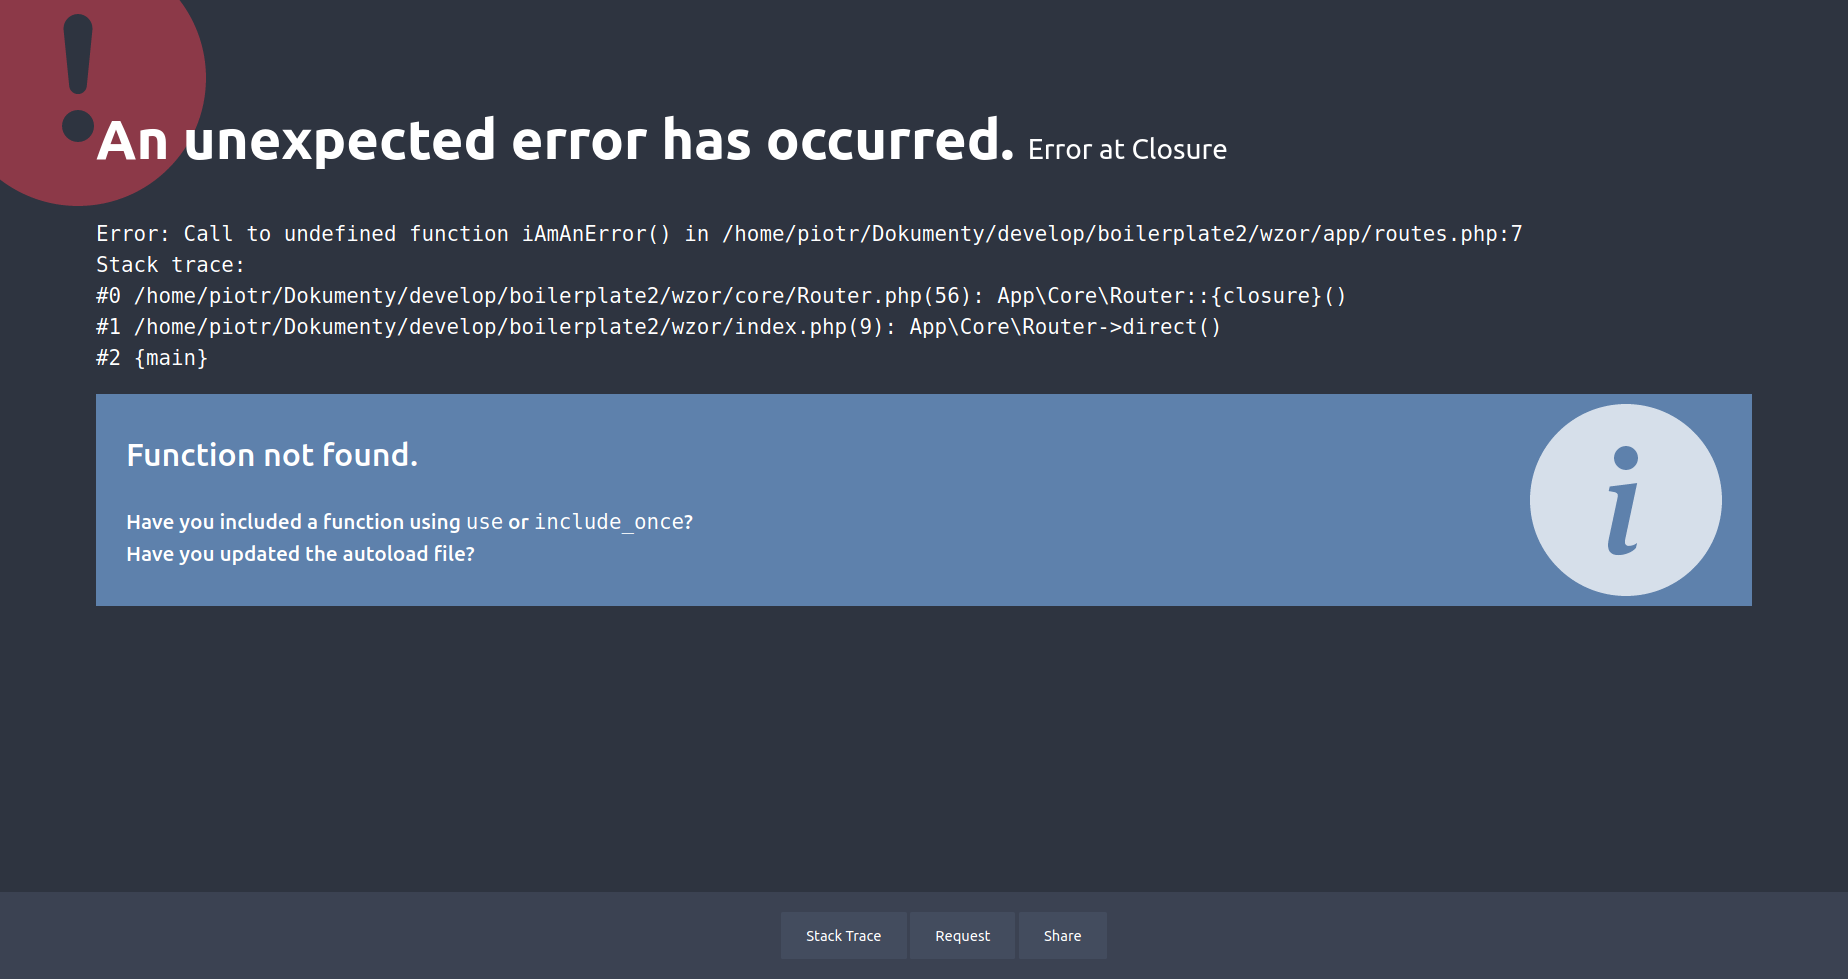 An unexpected error has occurred. Error at Closure
Error: Call to undefined function iAmAnError() in /home/piotr/Dokumenty/develop/boilerplate2/wzor/app/routes.php:7
Stack trace:
#0 /home/piotr/Dokumenty/develop/boilerplate2/wzor/core/Router.php(56): App\Core\Router::{closure}()
#1 /home/piotr/Dokumenty/develop/boilerplate2/wzor/index.php(9): App\Core\Router->direct()
#2 {main}
Function not found.
Have you included a function using use or include_once?
Have you updated the autoload file?
Stack Trace Request Share